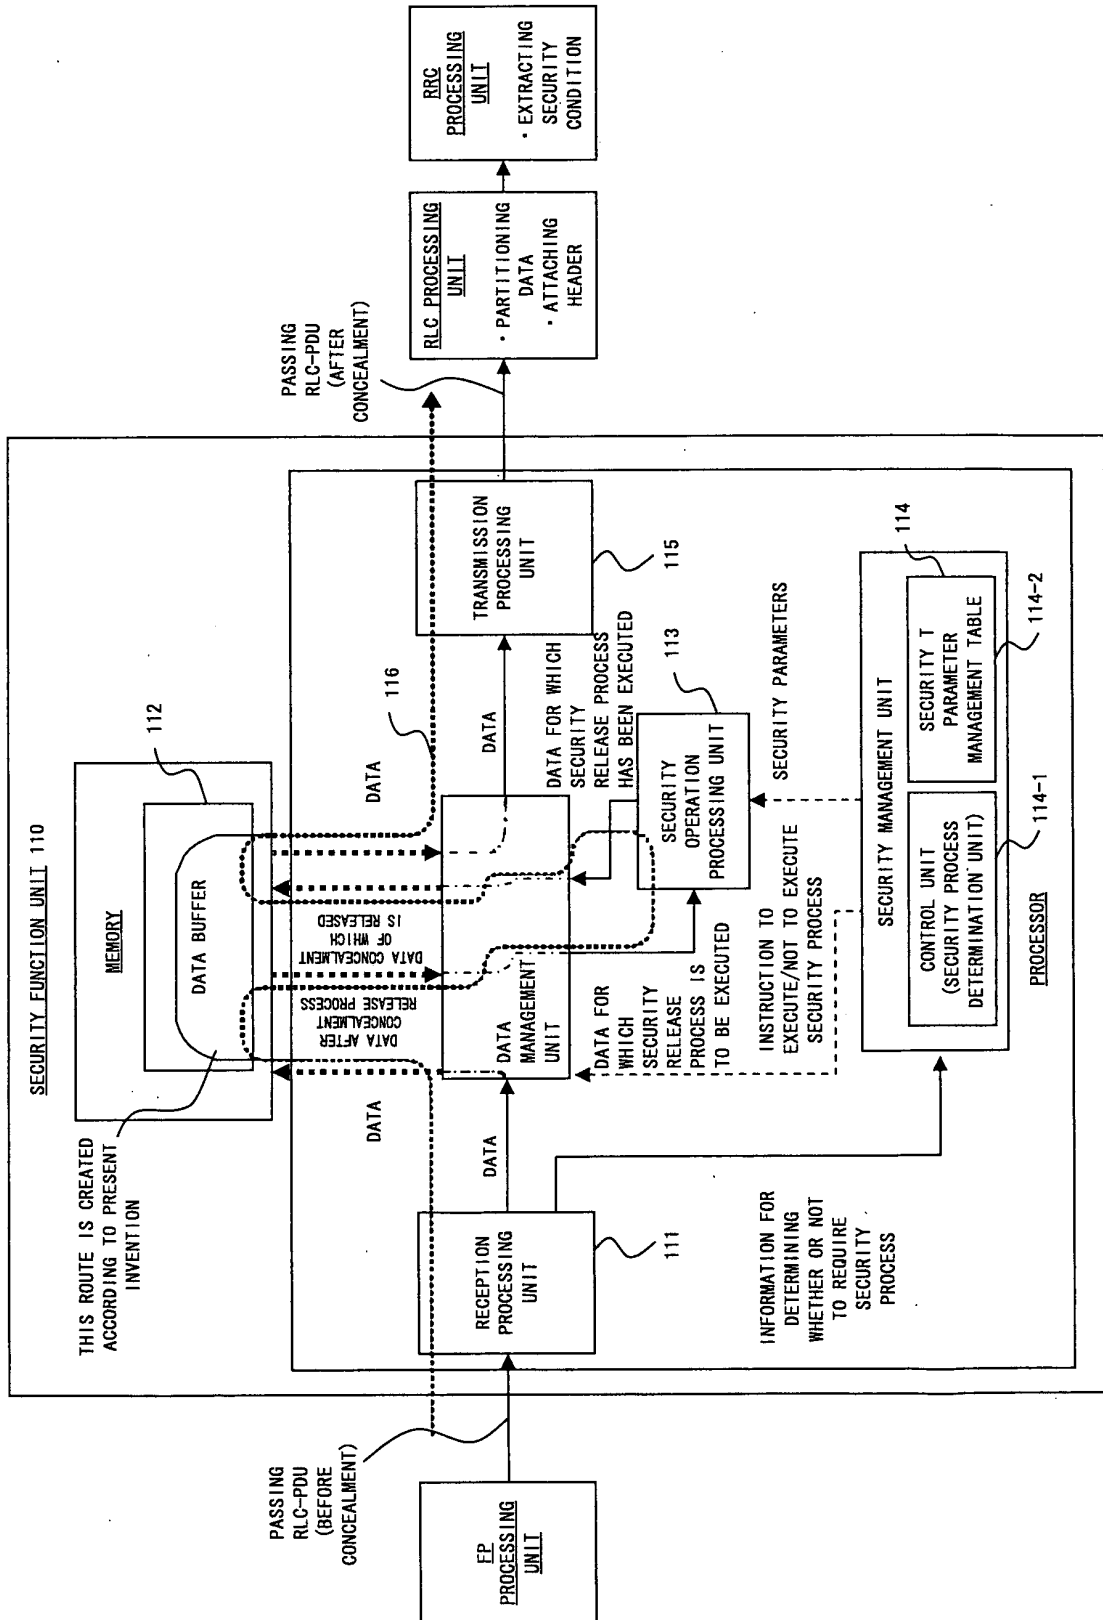 SECURITY FUNCTION UNIT 110
THIS ROUTE IS CREATED
ACCORDING TO PRESENT
INVENTION
MEMORY
DATA BUFFER
112
116
PASSING
RLC-PDU
(BEFORE
CONCEALMENT)
FP
PROCESSING
UNIT
RECEPTION
PROCESSING
UNIT
111
DATA
DATA
DATA AFTER
CONCEALMENT
RELEASE PROCESS
DATA CONCEALMENT
OF WHICH
IS RELEASED
DATA
DATA
MANAGEMENT
UNIT
DATA
TRANSMISSION
PROCESSING
UNIT
115
PASSING
RLC-PDU
(AFTER
CONCEALMENT)
RLC PROCESSING
UNIT
・PARTITIONING
DATA
・ATTACHING
HEADER
RRC
PROCESSING
UNIT
・EXTRACTING
SECURITY
CONDITION
DATA FOR
WHICH
SECURITY
RELEASE
PROCESS IS
TO BE EXECUTED
DATA FOR WHICH
SECURITY
RELEASE PROCESS
HAS BEEN EXECUTED
SECURITY
OPERATION
PROCESSING UNIT
113
INSTRUCTION TO
EXECUTE/NOT TO EXECUTE
SECURITY PROCESS
SECURITY PARAMETERS
INFORMATION FOR
DETERMINING
WHETHER OR NOT
TO REQUIRE
SECURITY
PROCESS
SECURITY MANAGEMENT UNIT
114
CONTROL UNIT
(SECURITY PROCESS
DETERMINATION UNIT)
SECURITY T
PARAMETER
MANAGEMENT TABLE
114-1
114-2
PROCESSOR